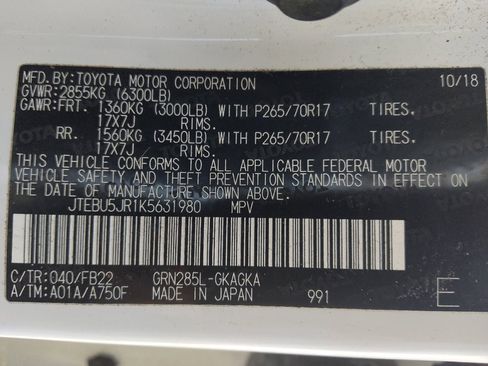 MFD.BY:TOYOTA MOTOR CORPORATION 10/18
GVWR:2855KG (6300LB)
GAWR:FRT. 1360KG (3000LB) WITH P265/70R17 TIRES,
17X7J RIMS.
RR. 1560KG (3450LB) WITH P265/70R17 TIRES,
17X7J RIMS.
THIS VEHICLE CONFORMS TO ALL APPLICABLE FEDERAL MOTOR
VEHICLE SAFETY AND THEFT PREVENTION STANDARDS IN EFFECT
ON THE DATE OF MANUFACTURE SHOWN ABOVE.
JTEBU5JR1K5631980 MPV
C/TR:040/FB22 GRN285L-GKAGKA
A/TM:A01A/A750F MADE IN JAPAN 991 E